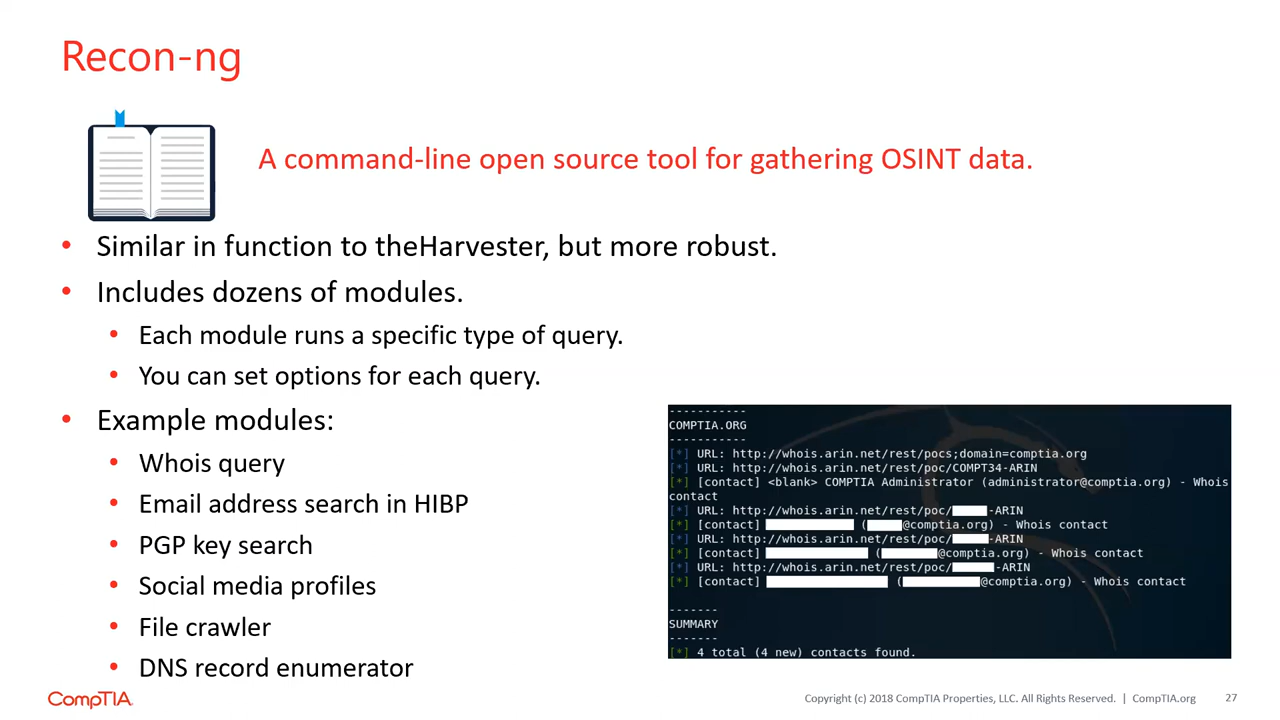 Recon-ng
A command-line open source tool for gathering OSINT data.
• Similar in function to theHarvester, but more robust.
• Includes dozens of modules.
• Each module runs a specific type of query.
• You can set options for each query.
• Example modules:
• Whois query
• Email address search in HIBP
• PGP key search
• Social media profiles
• File crawler
• DNS record enumerator
-----------
COMPTIA.ORG
-----------
[*] URL: http://whois.arin.net/rest/pocs;domain=comptia.org
[*] URL: http://whois.arin.net/rest/poc/COMPT34-ARIN
[*] [contact] <blank> COMPTIA Administrator (administrator@comptia.org) - Whois
contact
[*] URL: http://whois.arin.net/rest/poc/ -ARIN
[*] [contact] ( @comptia.org) - Whois contact
[*] URL: http://whois.arin.net/rest/poc/ -ARIN
[*] [contact] ( @comptia.org) - Whois contact
[*] URL: http://whois.arin.net/rest/poc/ -ARIN
[*] [contact] ( @comptia.org) - Whois contact
-------
SUMMARY
-------
[*] 4 total (4 new) contacts found.
CompTIA.
Copyright (c) 2018 CompTIA Properties, LLC. All Rights Reserved. | CompTIA.org
27